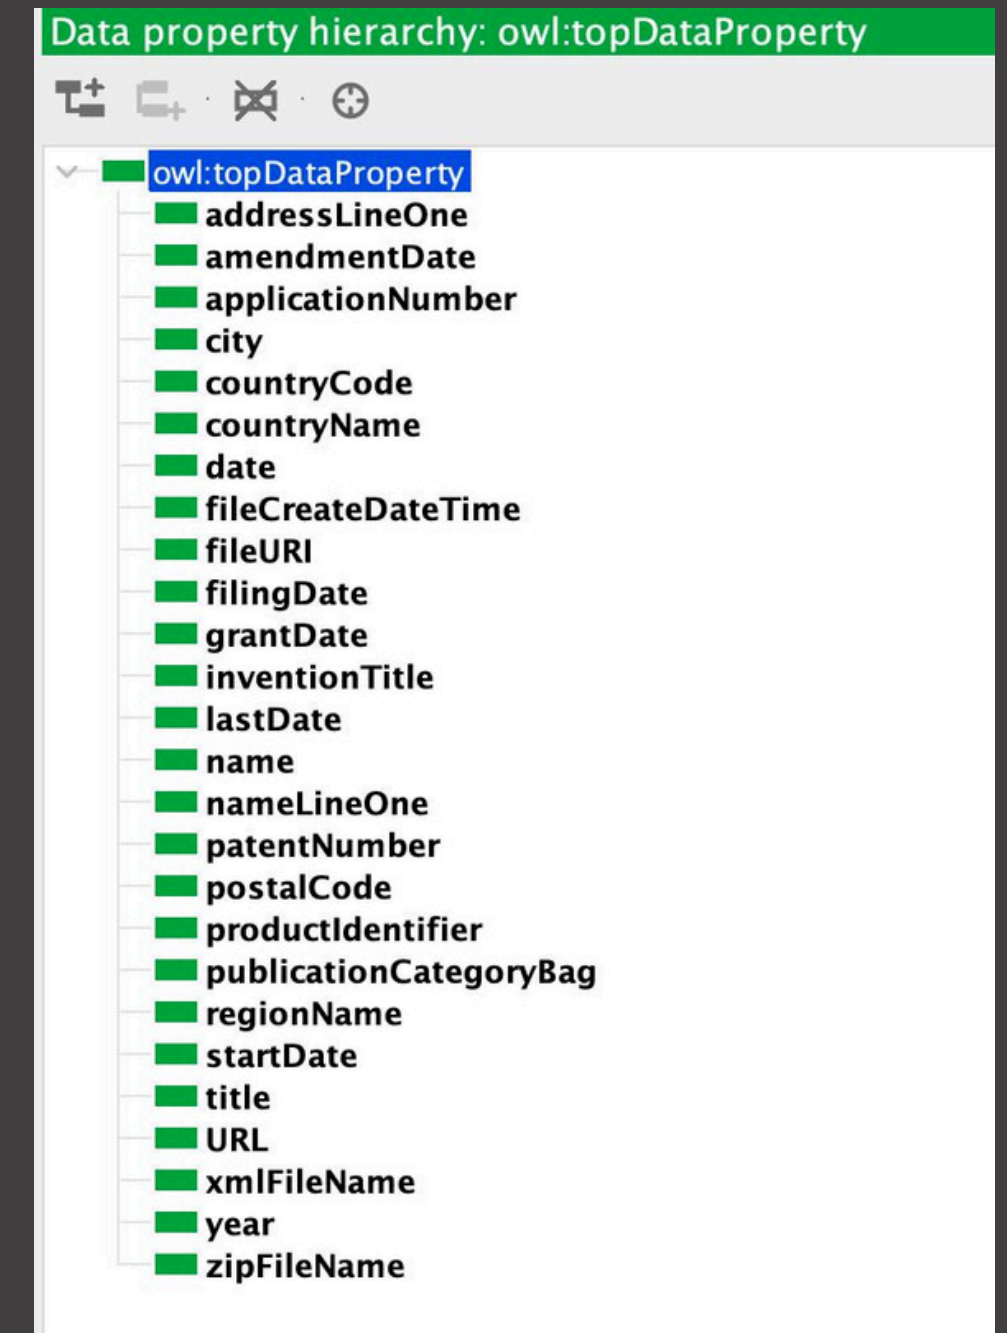 Data property hierarchy: owl:topDataProperty
owl:topDataProperty
addressLineOne
amendmentDate
applicationNumber
city
countryCode
countryName
date
fileCreateDateTime
fileURI
filingDate
grantDate
inventionTitle
lastDate
name
nameLineOne
patentNumber
postalCode
productIdentifier
publicationCategoryBag
regionName
startDate
title
URL
xmlFileName
year
zipFileName